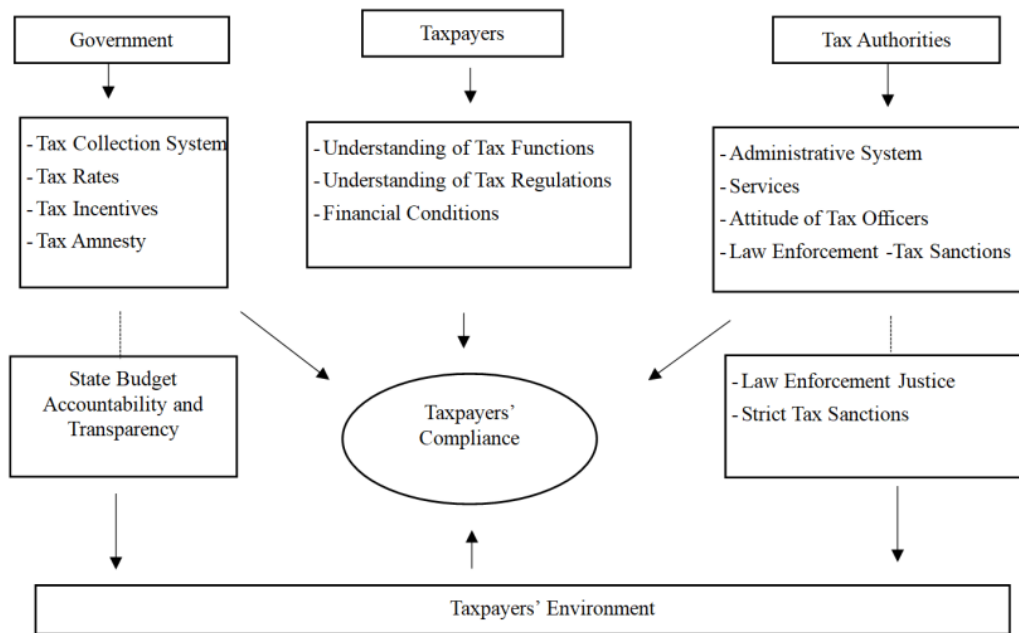 Government
Taxpayers
Tax Authorities
-Tax Collection System
-Tax Rates
-Tax Incentives
-Tax Amnesty
-Understanding of Tax Functions
-Understanding of Tax Regulations
-Financial Conditions
-Administrative System
-Services
-Attitude of Tax Officers
-Law Enforcement -Tax Sanctions
State Budget
Accountability and
Transparency
Taxpayers’
Compliance
-Law Enforcement Justice
-Strict Tax Sanctions
Taxpayers’ Environment